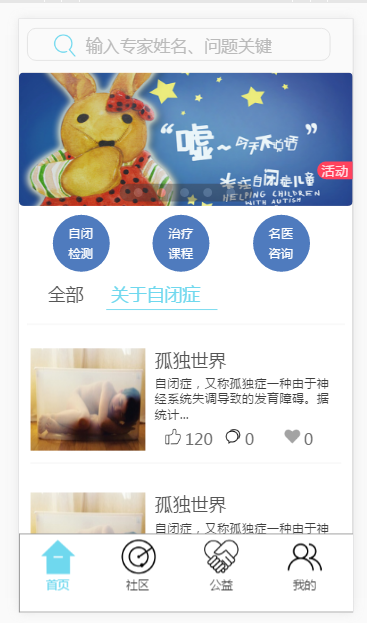 输入专家姓名、问题关键
“嘘~今天不说话”
活动
关注自闭症儿童
HELPING CHILDREN
WITH AUTISM
自闭
检测
治疗
课程
名医
咨询
全部
关于自闭症
孤独世界
自闭症，又称孤独症一种由于神
经系统失调导致的发育障碍。据
统计...
120
0
0
孤独世界
自闭症，又称孤独症一种由于神
首页
社区
公益
我的